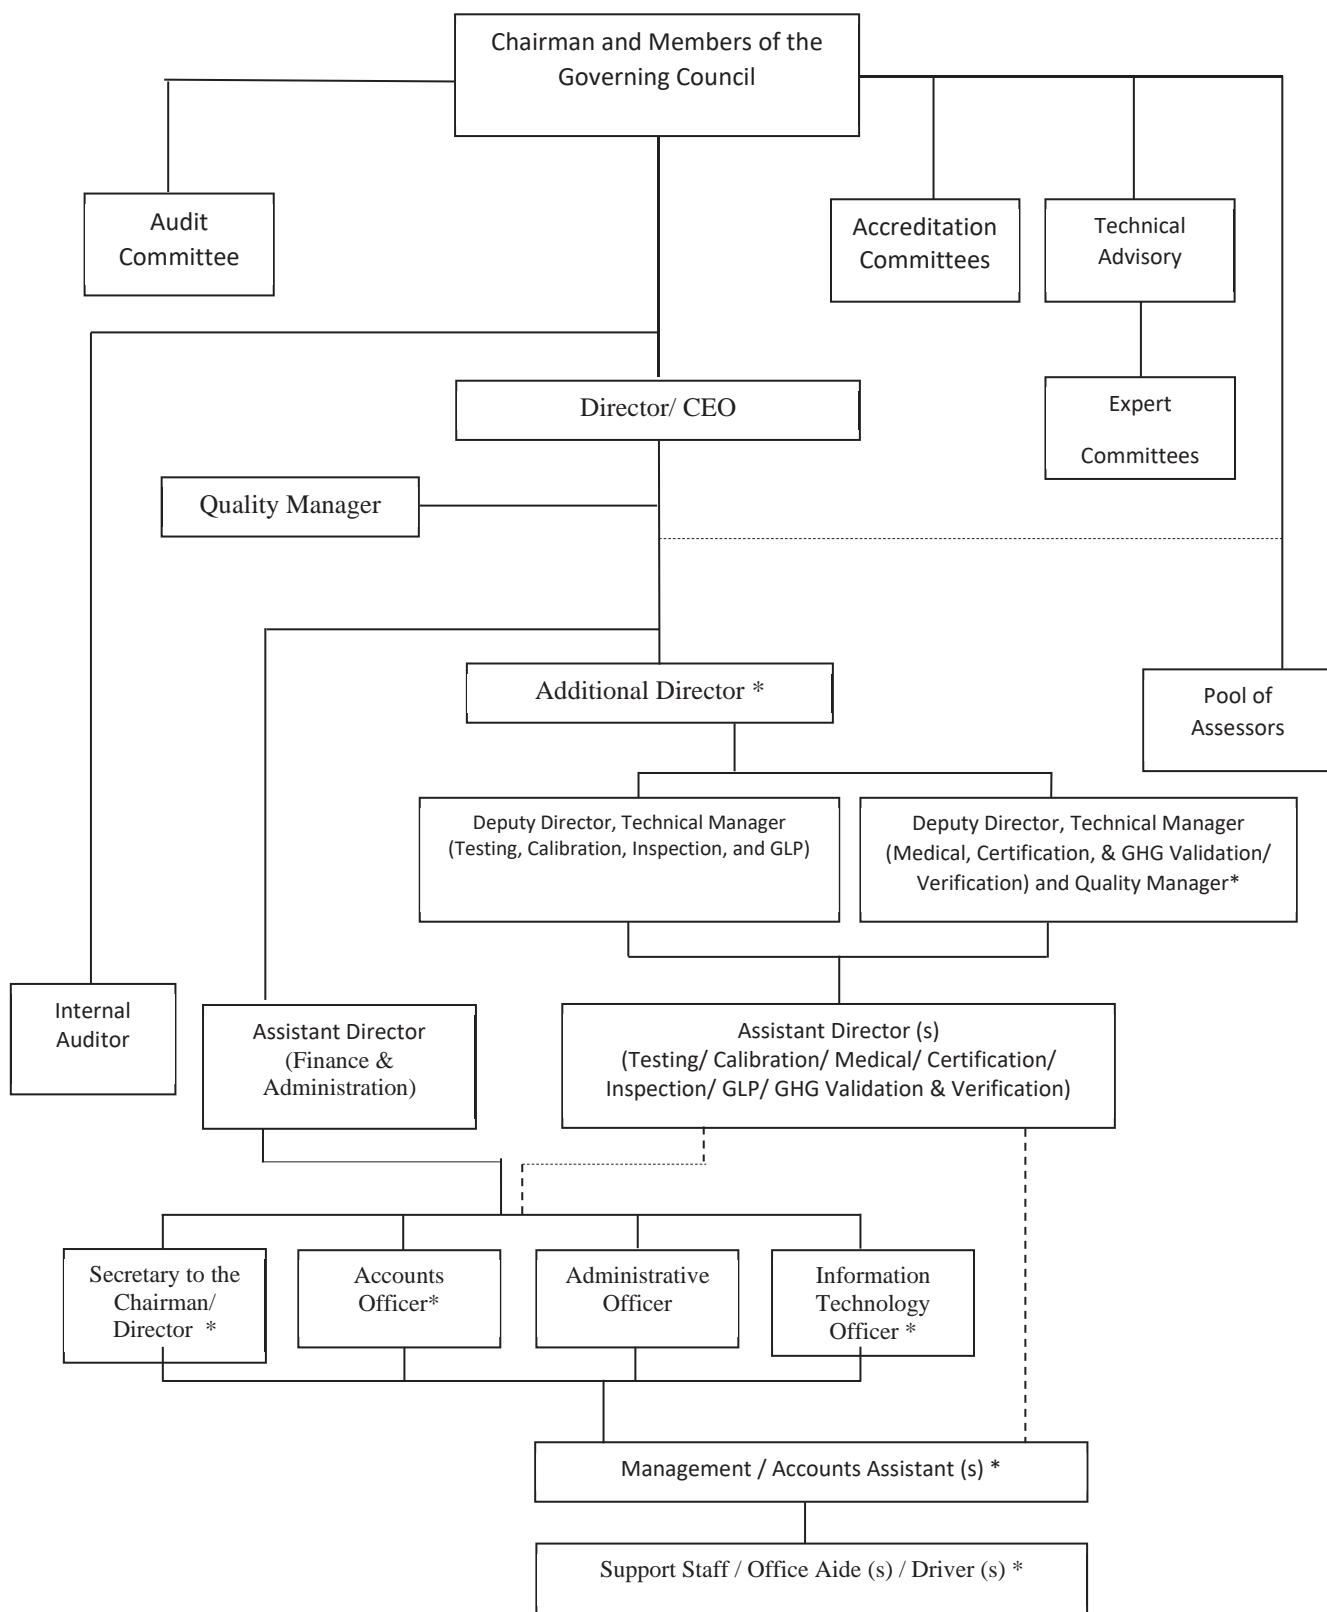 Chairman and Members of the
Governing Council
Audit
Committee
Accreditation
Committees
Technical
Advisory
Director/ CEO
Expert
Committees
Quality Manager
Additional Director *
Pool of
Assessors
Deputy Director, Technical Manager
(Testing, Calibration, Inspection, and GLP)
Deputy Director, Technical Manager
(Medical, Certification, & GHG Validation/
Verification) and Quality Manager*
Internal
Auditor
Assistant Director
(Finance &
Administration)
Assistant Director (s)
(Testing/ Calibration/ Medical/ Certification/
Inspection/ GLP/ GHG Validation & Verification)
Secretary to the
Chairman/
Director *
Accounts
Officer*
Administrative
Officer
Information
Technology
Officer *
Management / Accounts Assistant (s) *
Support Staff / Office Aide (s) / Driver (s) *